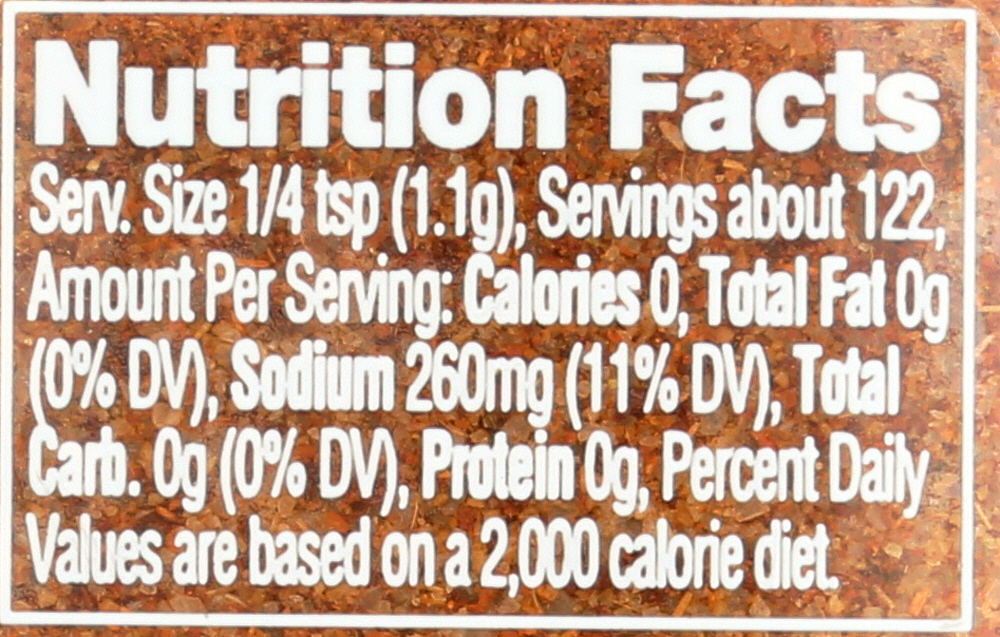 Nutrition Facts
Serv. Size 1/4 tsp (1.1g), Servings about 122,
Amount Per Serving: Calories 0, Total Fat 0g
(0% DV), Sodium 260mg (11% DV), Total
Carb. 0g (0% DV), Protein 0g, Percent Daily
Values are based on a 2,000 calorie diet.